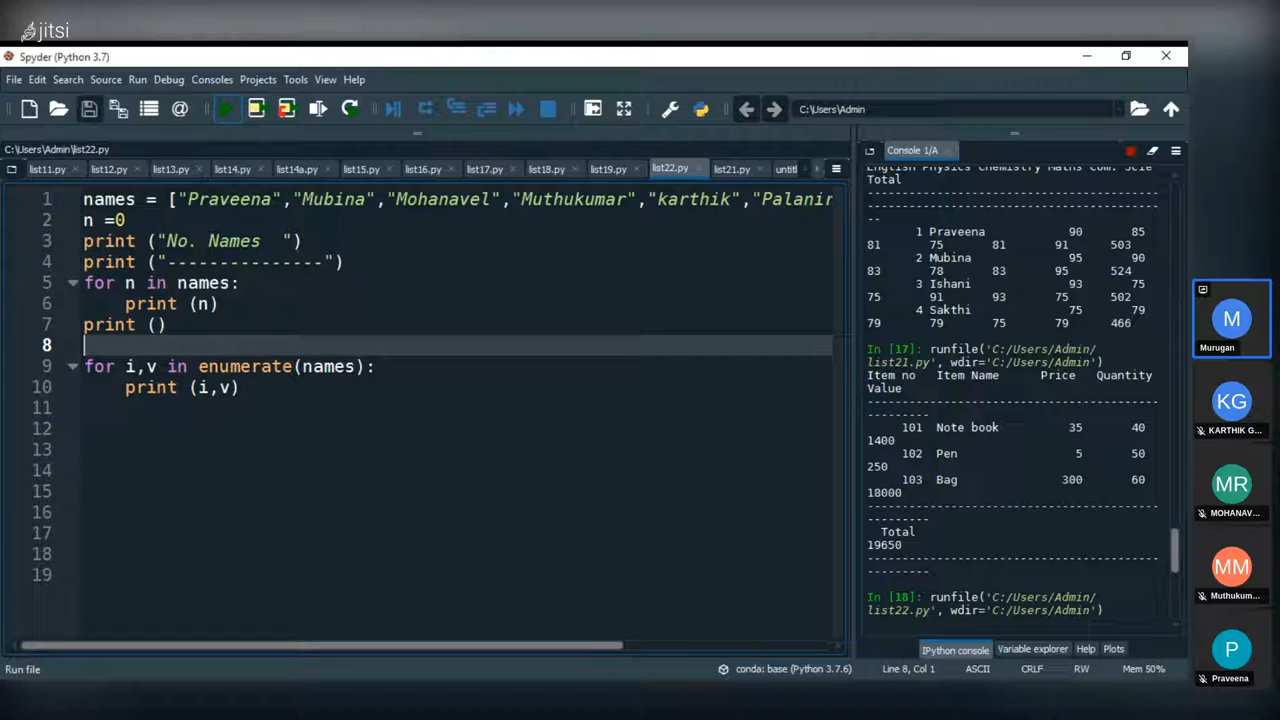 jitsi
Spyder (Python 3.7)
File Edit Search Source Run Debug Consoles Projects Tools View Help
C:\Users\Admin
C:\Users\Admin\list22.py
list11.py list12.py list13.py list14.py list14a.py list15.py list16.py list17.py list18.py list19.py list22.py list21.py untitl
1 names = ["Praveena","Mubina","Mohanavel","Muthukumar","karthik","Palanir
2 n =0
3 print ("No. Names  ")
4 print ("---------------")
5 for n in names:
6 print (n)
7 print ()
8
9 for i,v in enumerate(names):
10 print (i,v)
11
12
13
14
15
16
17
18
19
Console 1/A
English Physics Chemistry Maths Com. Scie
Total
-----------------------------------------
--
1 Praveena 90 85
81 75 81 91 503
2 Mubina 95 90
83 78 83 95 524
3 Ishani 93 75
75 91 93 75 502
4 Sakthi 75 79
79 79 75 79 466
In [17]: runfile('C:/Users/Admin/
list21.py', wdir='C:/Users/Admin')
Item no Item Name Price Quantity
Value
-----------------------------------------
---------
101 Note book 35 40
1400
102 Pen 5 50
250
103 Bag 300 60
18000
-----------------------------------------
---------
Total
19650
-----------------------------------------
---------
In [18]: runfile('C:/Users/Admin/
list22.py', wdir='C:/Users/Admin')
IPython console Variable explorer Help Plots
Run file
conda: base (Python 3.7.6) Line 8, Col 1 ASCII CRLF RW Mem 50%
M
Murugan
KG
KARTHIK G...
MR
MOHANAV...
MM
Muthukum...
P
Praveena